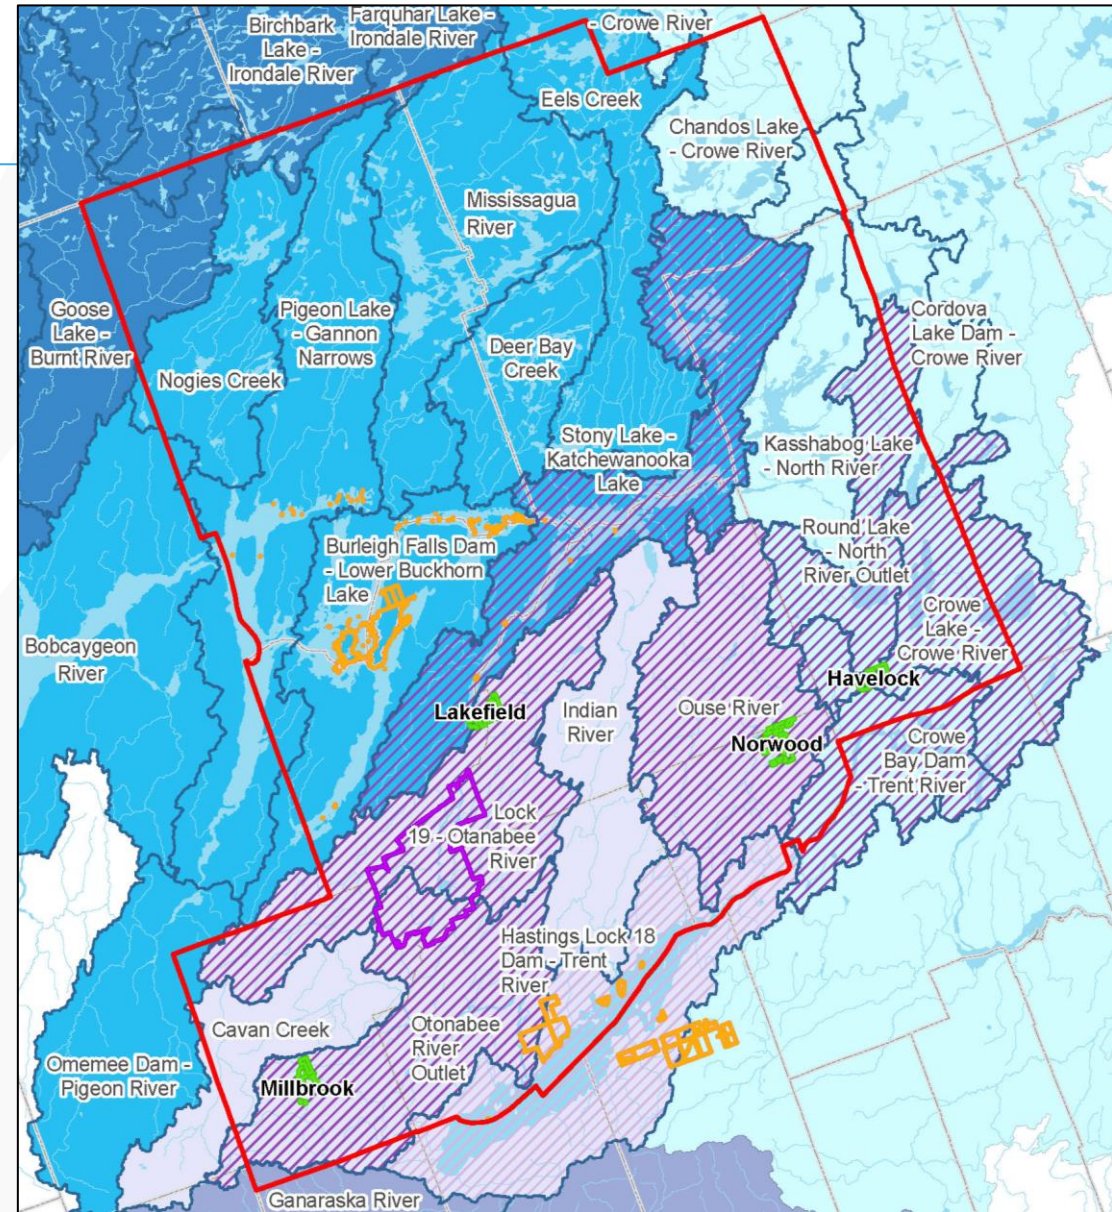 Farquhar Lake -
Irondale River
- Crowe River
Birchbark
Lake -
Irondale River
Eels Creek
Chandos Lake
- Crowe River
Mississagua
River
Goose
Lake -
Burnt River
Pigeon Lake
- Gannon
Narrows
Cordova
Lake Dam -
Crowe River
Deer Bay
Creek
Nogies Creek
Stony Lake -
Katchewanooka
Lake
Kasshabog Lake
- North River
Burleigh Falls Dam
- Lower Buckhorn
Lake
Round Lake
- North
River Outlet
Crowe
Lake -
Crowe River
Bobcaygeon
River
Havelock
Lakefield
Indian
River
Ouse River
Norwood
Crowe
Bay Dam
- Trent River
Lock
19 - Otanabee
River
Hastings Lock 18
Dam - Trent
River
Cavan Creek
Otonabee
River
Outlet
Omemee Dam -
Pigeon River
Millbrook
Ganaraska River